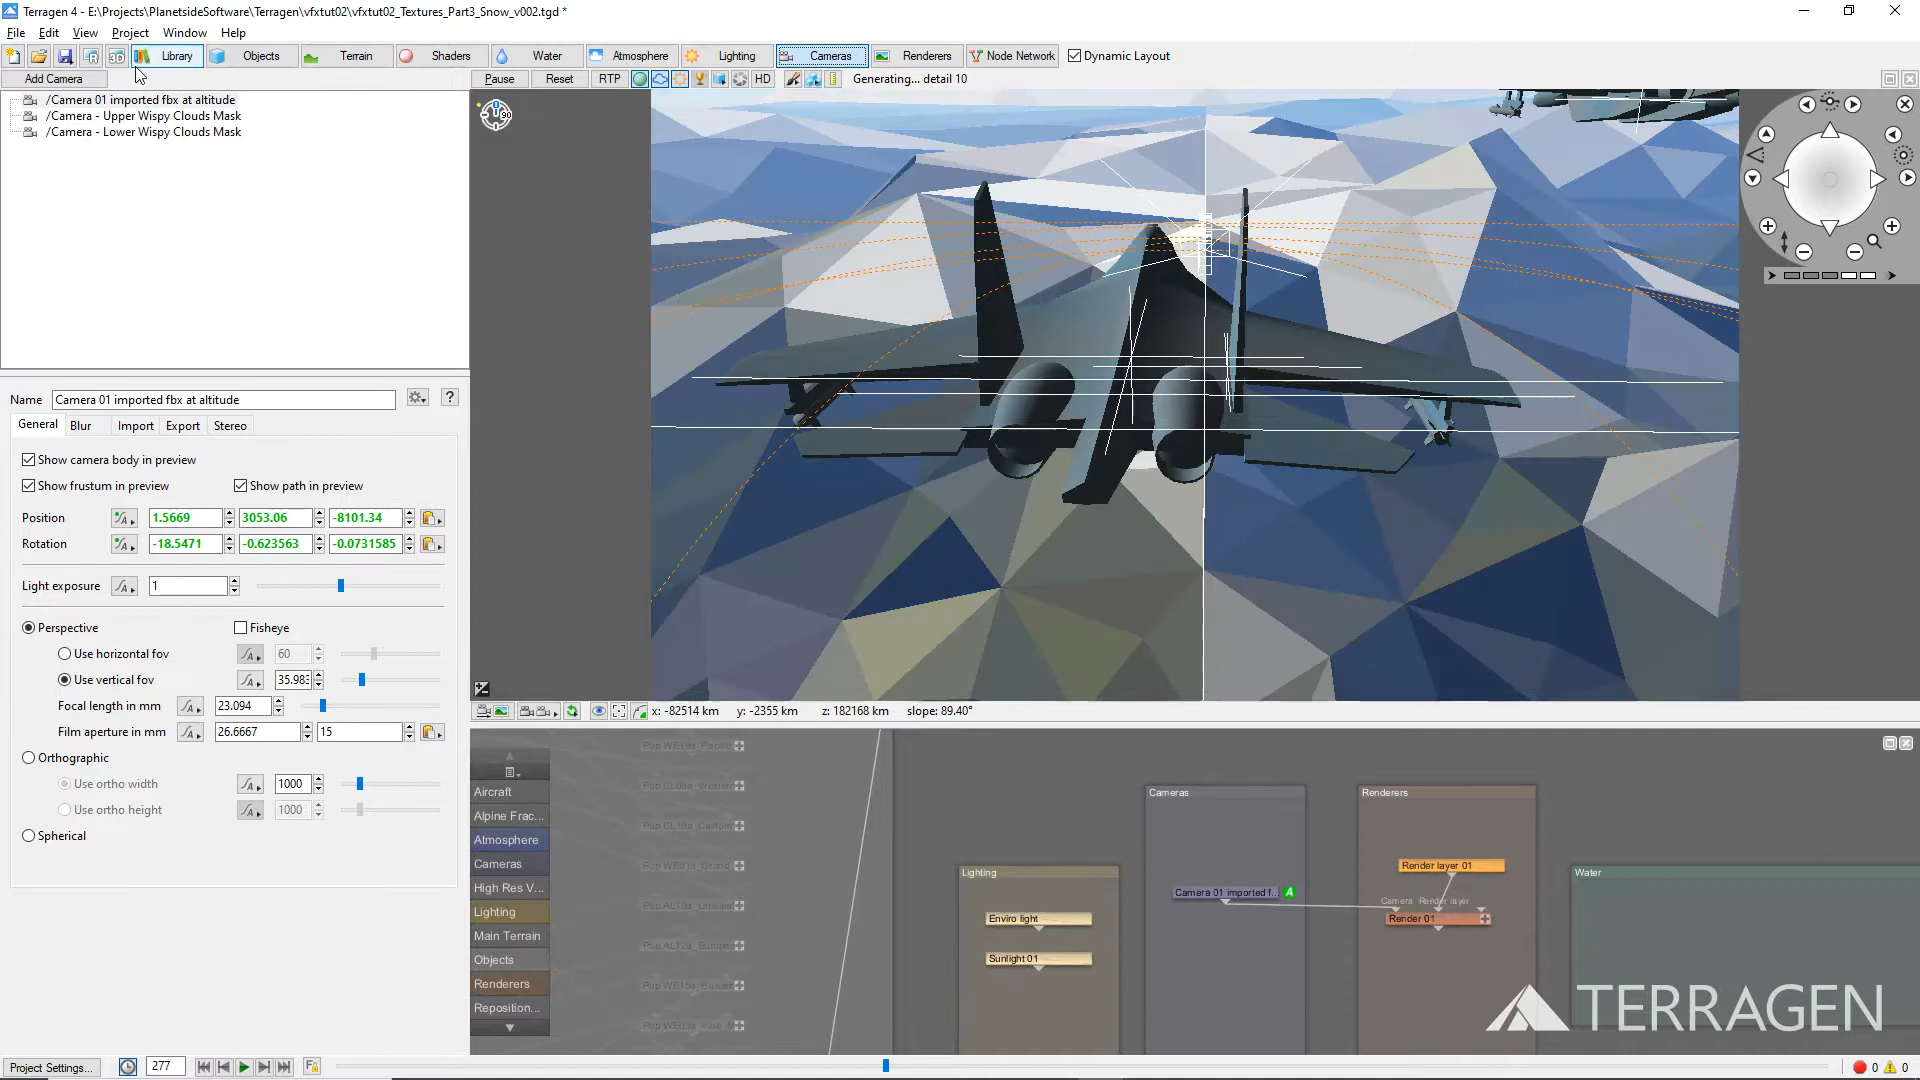 Terragen 4 - E:\Projects\PlanetsideSoftware\Terragen\vfxtut02\vfxtut02_Textures_Part3_Snow_v002.tgd *
File Edit View Project Window Help
Library Objects Terrain Shaders Water Atmosphere Lighting Cameras Renderers Node Network Dynamic Layout
Add Camera
Pause Reset RTP HD Generating... detail 10
/Camera 01 imported fbx at altitude
/Camera - Upper Wispy Clouds Mask
/Camera - Lower Wispy Clouds Mask
Name Camera 01 imported fbx at altitude ?
General Blur Import Export Stereo
Show camera body in preview
Show frustum in preview Show path in preview
Position 1.5669 3053.06 -8101.34
Rotation -18.5471 -0.623563 -0.0731585
Light exposure 1
Perspective Fisheye
Use horizontal fov 60
Use vertical fov 35.983
Focal length in mm 23.094
Film aperture in mm 26.6667 15
Orthographic
Use ortho width 1000
Use ortho height 1000
Spherical
x: -82514 km y: -2355 km z: 182168 km slope: 89.40°
Aircraft
Alpine Frac...
Atmosphere
Cameras
High Res V...
Lighting
Main Terrain
Objects
Renderers
Reposition...
Lighting
Enviro light
Sunlight 01
Cameras
Camera 01 imported f... A
Renderers
Render layer 01
Camera Render layer
Render 01
Water
TERRAGEN
Project Settings... 277 0 0